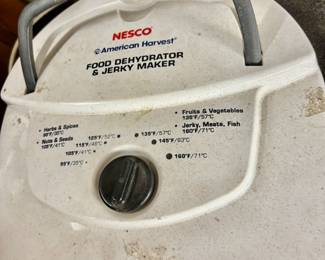 NESCO
American Harvest®
FOOD DEHYDRATOR
& JERKY MAKER
• Herbs & Spices
95°F/35°C
• Nuts & Seeds
105°F/41°C
• Fruits & Vegetables
135°F/57°C
• Jerky, Meats, Fish
160°F/71°C
95°F/35°C
105°F/41°C
115°F/46°C
125°F/52°C
135°F/57°C
145°F/63°C
160°F/71°C